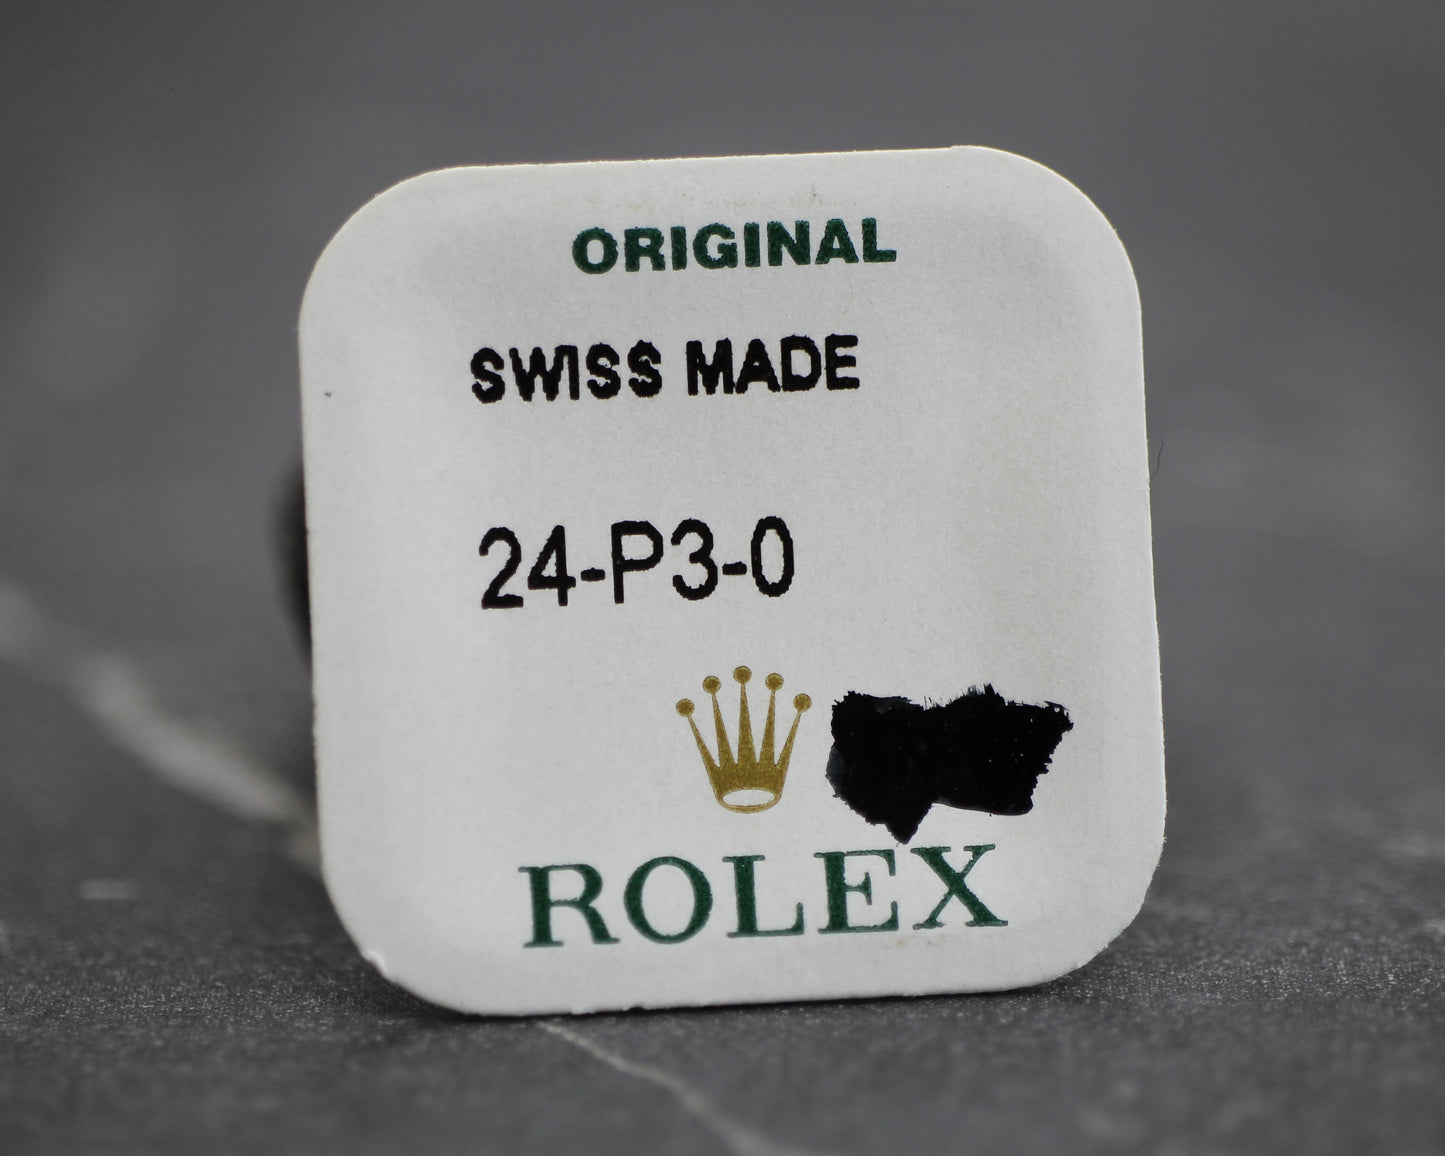 ORIGINAL
SWISS MADE
24-P3-0
ROLEX